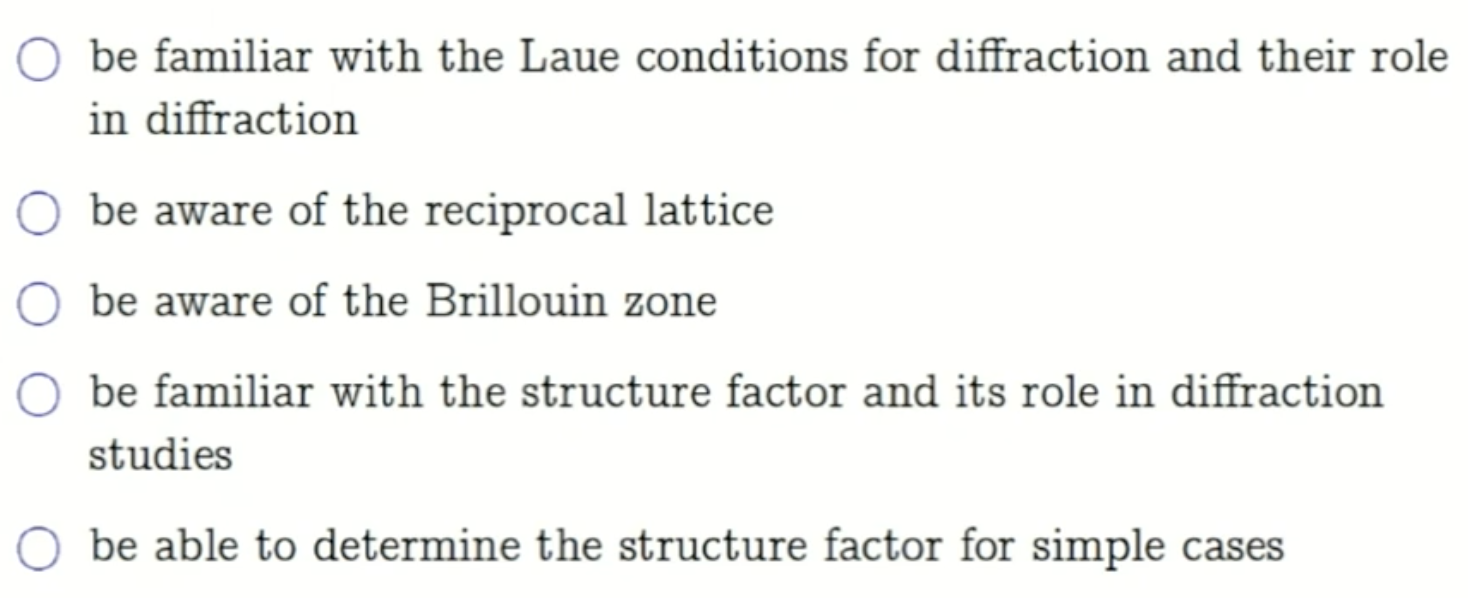 be familiar with the Laue conditions for diffraction and their role
in diffraction
be aware of the reciprocal lattice
be aware of the Brillouin zone
be familiar with the structure factor and its role in diffraction
studies
be able to determine the structure factor for simple cases